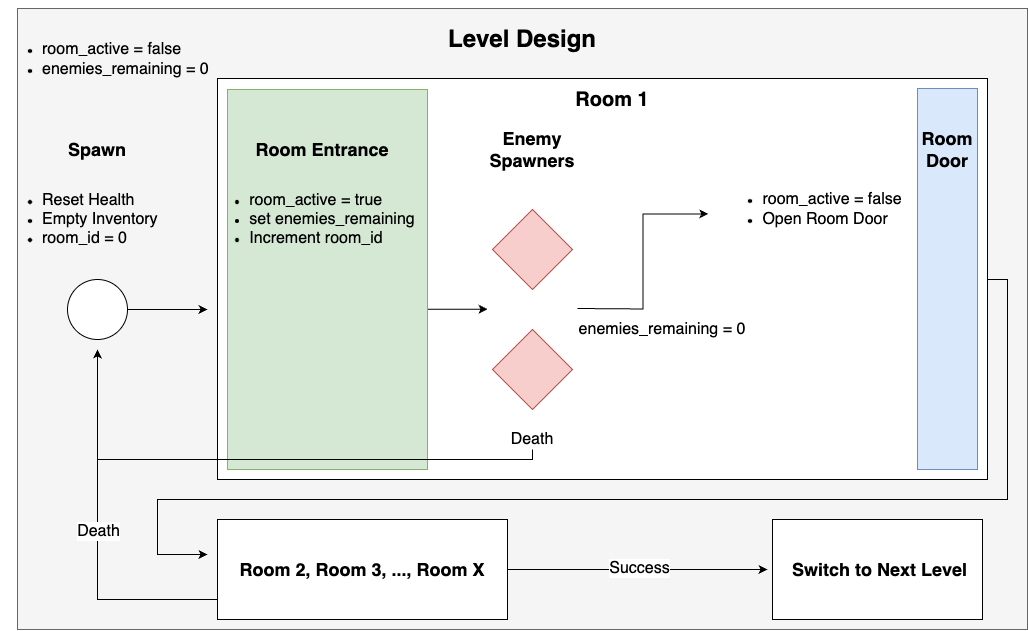 Level Design
• room_active = false
• enemies_remaining = 0
Spawn
• Reset Health
• Empty Inventory
• room_id = 0
Room 1
Room Entrance
• room_active = true
• set enemies_remaining
• Increment room_id
Enemy
Spawners
enemies_remaining = 0
• room_active = false
• Open Room Door
Room
Door
Death
Death
Room 2, Room 3, ..., Room X
Success
Switch to Next Level